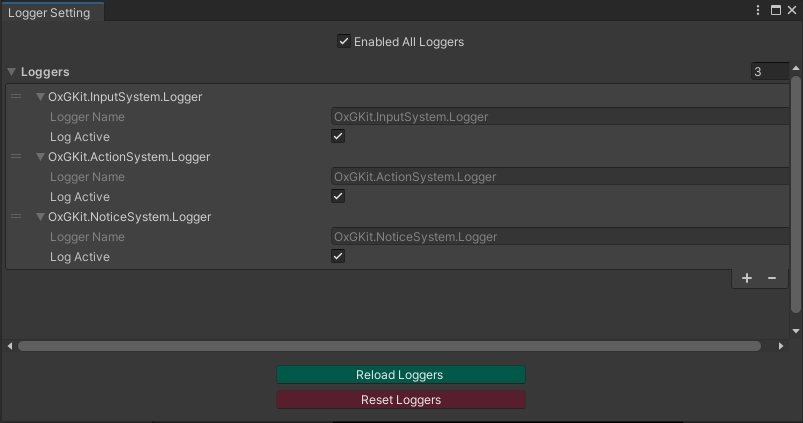 Logger Setting
Enabled All Loggers
Loggers 3
OxGKit.InputSystem.Logger
Logger Name OxGKit.InputSystem.Logger
Log Active
OxGKit.ActionSystem.Logger
Logger Name OxGKit.ActionSystem.Logger
Log Active
OxGKit.NoticeSystem.Logger
Logger Name OxGKit.NoticeSystem.Logger
Log Active
Reload Loggers
Reset Loggers